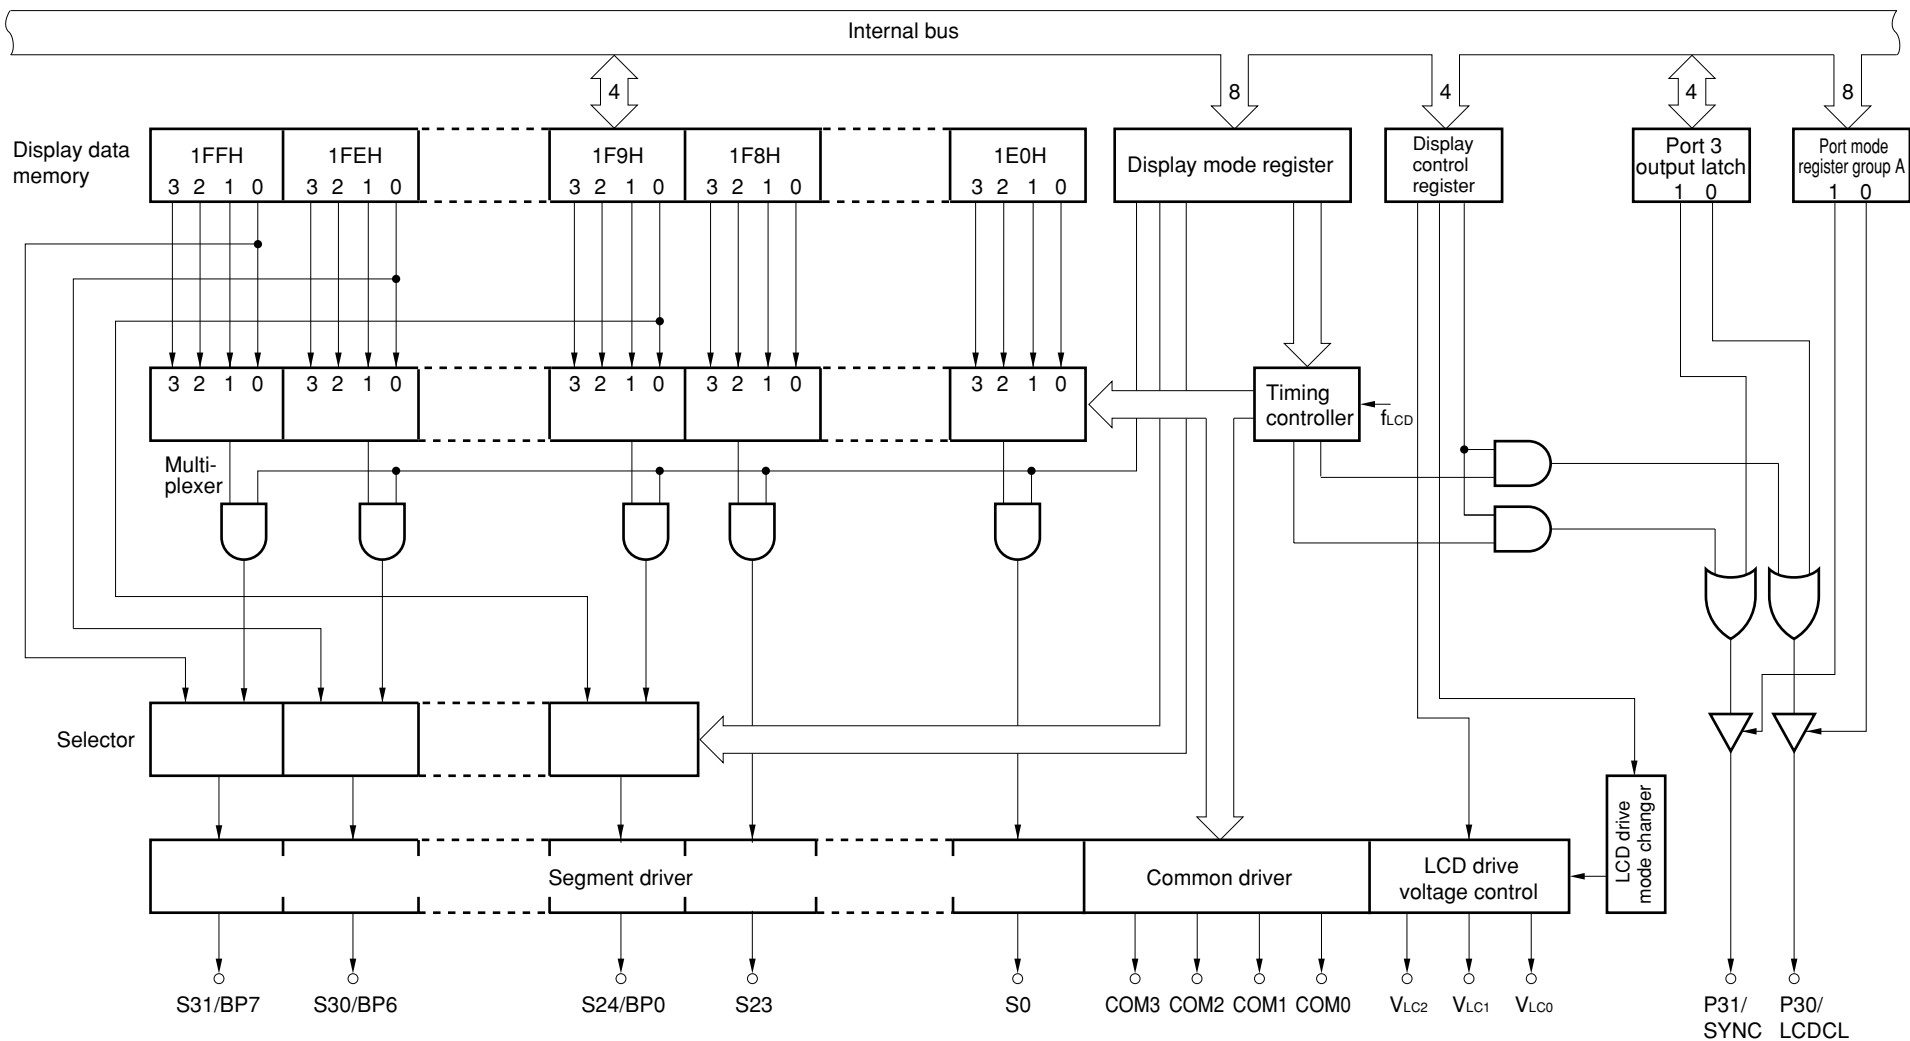 Internal bus
4 8 4 4 8
Display data
memory
1FFH
3 2 1 0
1FEH
3 2 1 0
1F9H
3 2 1 0
1F8H
3 2 1 0
1E0H
3 2 1 0
Display mode register
Display
control
register
Port 3
output latch
1 0
Port mode
register group A
1 0
3 2 1 0
3 2 1 0
3 2 1 0
3 2 1 0
3 2 1 0
Timing
controller
fLCD
Multi-
plexer
Selector
LCD drive
mode changer
Segment driver
Common driver
LCD drive
voltage control
S31/BP7
S30/BP6
S24/BP0
S23
S0
COM3
COM2
COM1
COM0
VLC2
VLC1
VLC0
P31/
SYNC
P30/
LCDCL